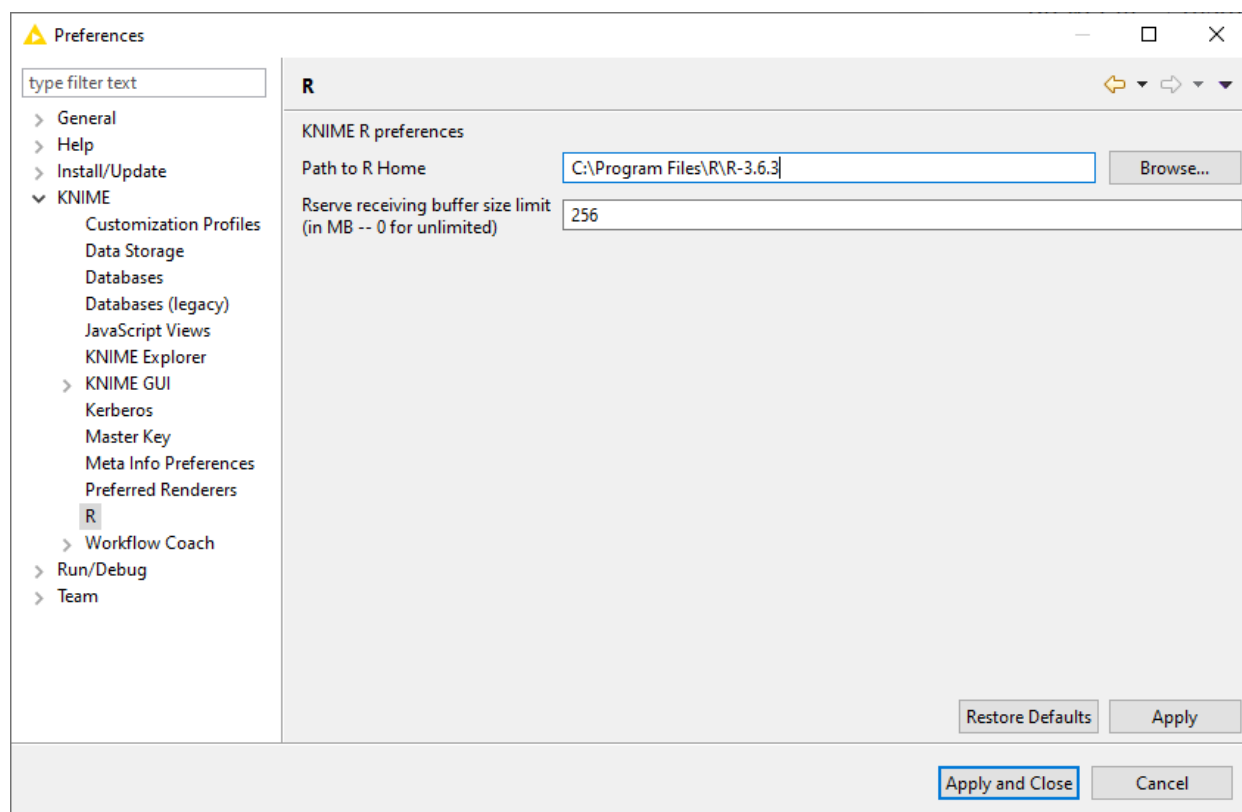 Preferences
type filter text
General
Help
Install/Update
KNIME
Customization Profiles
Data Storage
Databases
Databases (legacy)
JavaScript Views
KNIME Explorer
KNIME GUI
Kerberos
Master Key
Meta Info Preferences
Preferred Renderers
R
Workflow Coach
Run/Debug
Team
R
KNIME R preferences
Path to R Home
C:\Program Files\R\R-3.6.3
Browse...
Rserve receiving buffer size limit
(in MB -- 0 for unlimited)
256
Restore Defaults
Apply
Apply and Close
Cancel